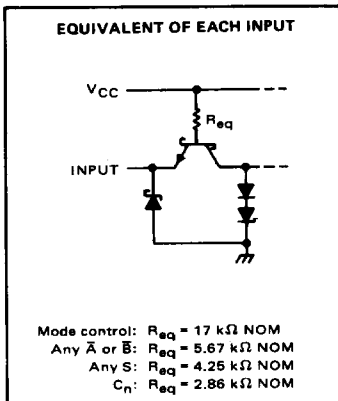 EQUIVALENT OF EACH INPUT
VCC
Req
INPUT
Mode control: Req = 17 kΩ NOM
Any A̅ or B̅: Req = 5.67 kΩ NOM
Any S: Req = 4.25 kΩ NOM
Cn: Req = 2.86 kΩ NOM